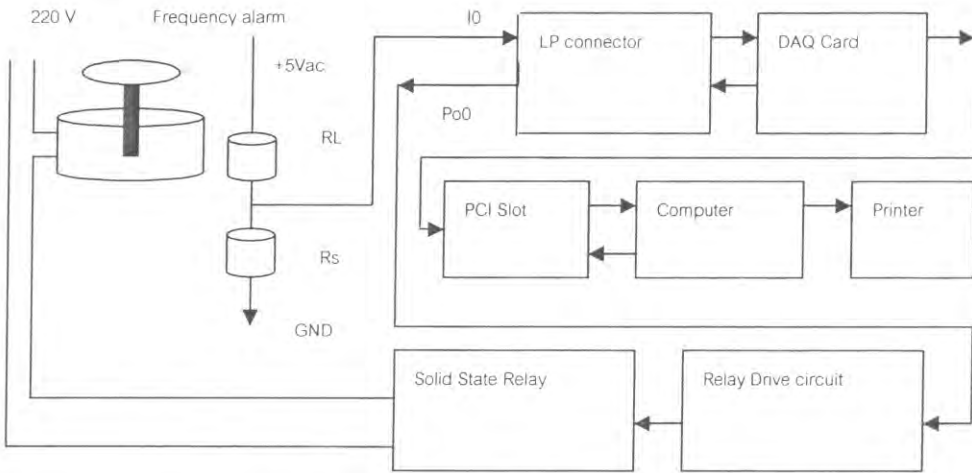 220 V
Frequency alarm
I0
LP connector
DAQ Card
+5Vac
Po0
RL
PCI Slot
Computer
Printer
Rs
GND
Solid State Relay
Relay Drive circuit